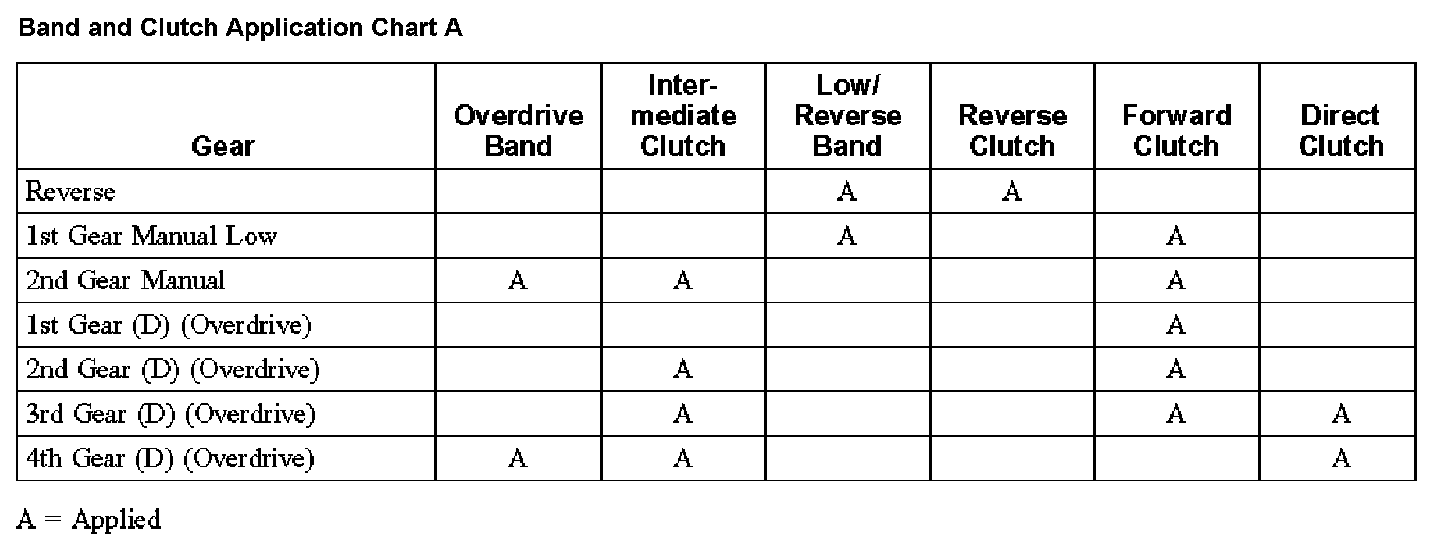 Band and Clutch Application Chart A
Gear
Overdrive
Band
Inter-
mediate
Clutch
Low/
Reverse
Band
Reverse
Clutch
Forward
Clutch
Direct
Clutch
Reverse A A
1st Gear Manual Low A A
2nd Gear Manual A A A
1st Gear (D) (Overdrive) A
2nd Gear (D) (Overdrive) A A
3rd Gear (D) (Overdrive) A A A
4th Gear (D) (Overdrive) A A A
A = Applied